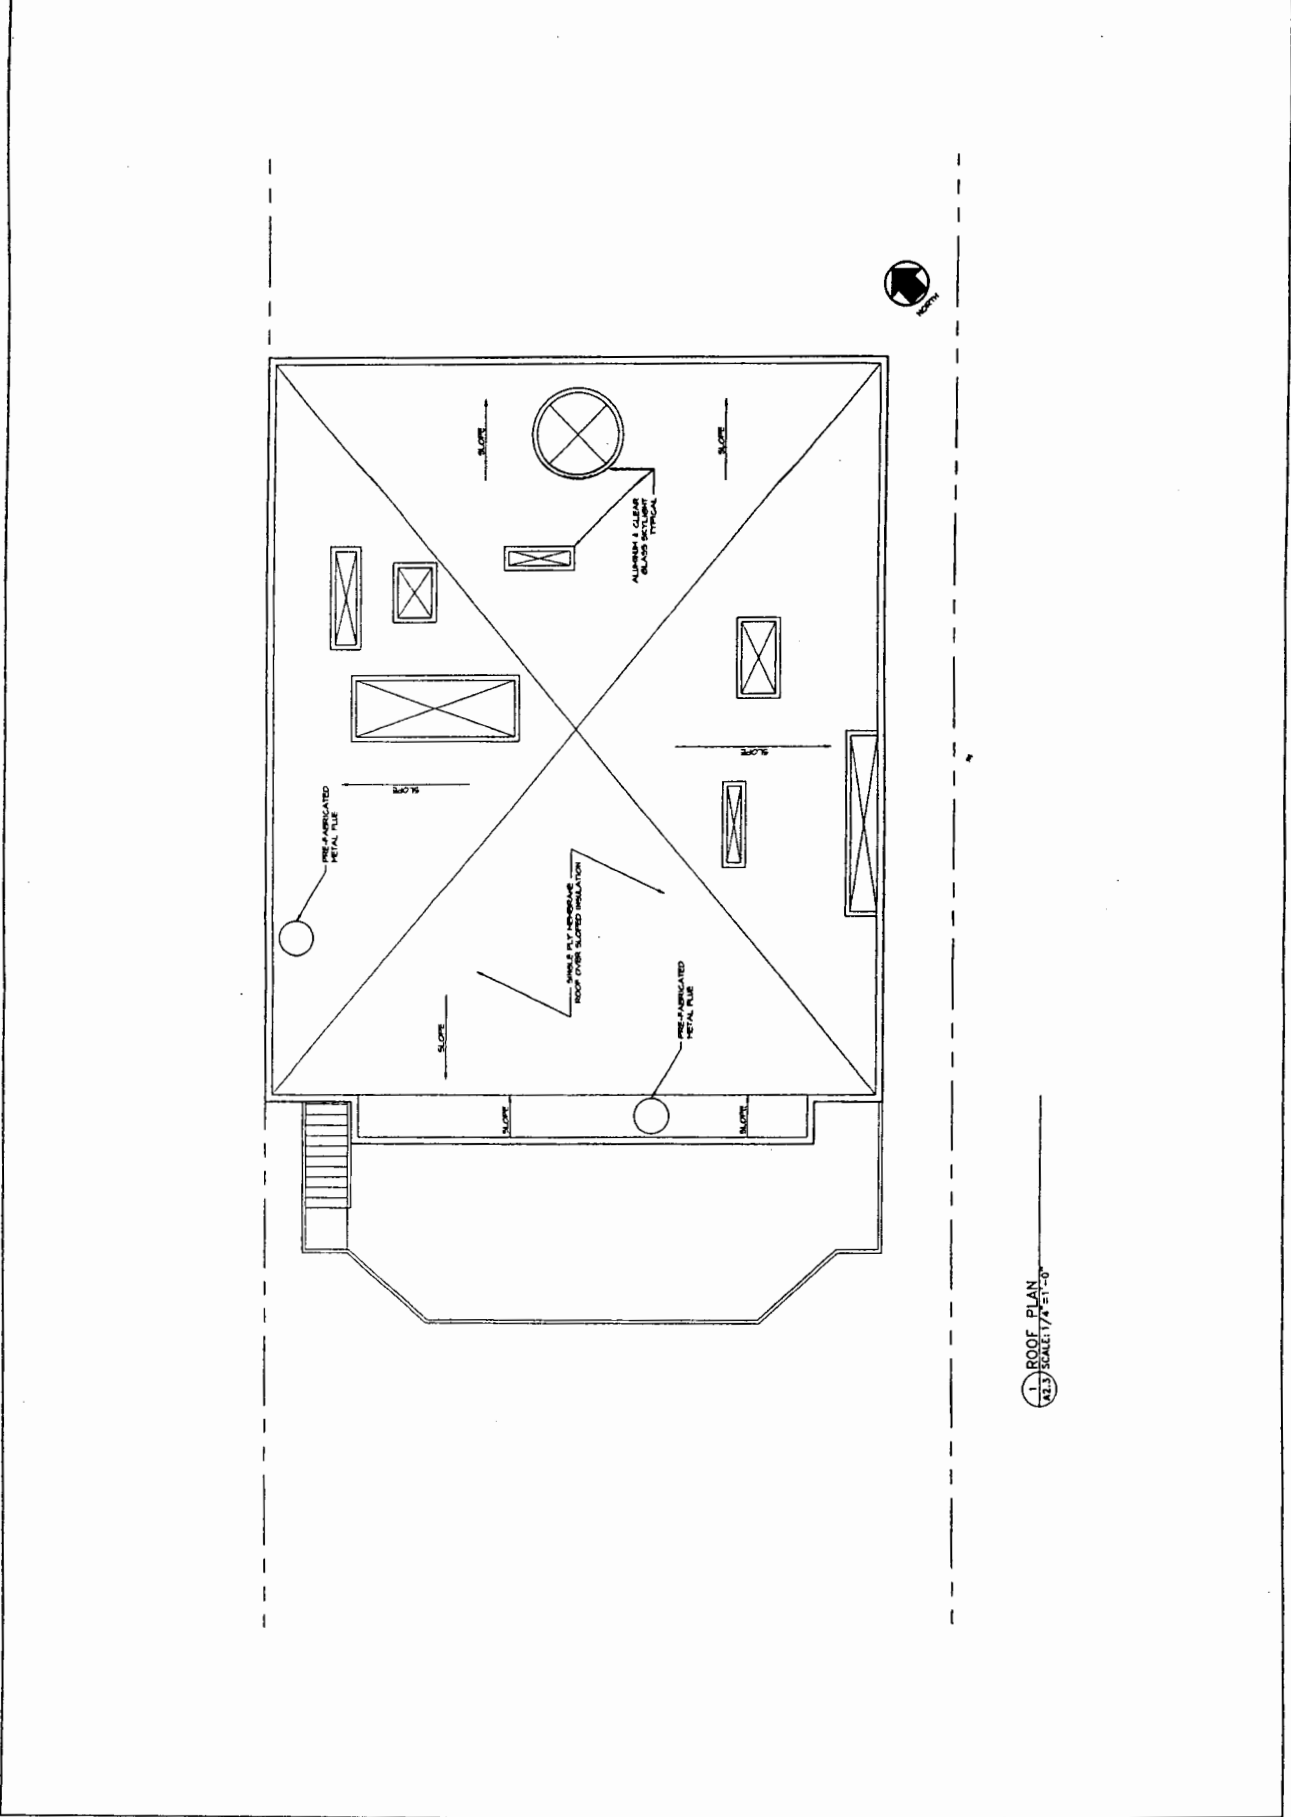 NORTH
SLOPE
SLOPE
ALUMINUM & CLEAR
GLASS SKYLIGHT
TYPICAL
SLOPE
SLOPE
PRE-FABRICATED
METAL FLUE
SINGLE PLY MEMBRANE
ROOF OVER SLOPED INSULATION
PRE-FABRICATED
METAL FLUE
SLOPE
SLOPE
SLOPE
1
A2.3
ROOF PLAN
SCALE: 1/4"=1'-0"